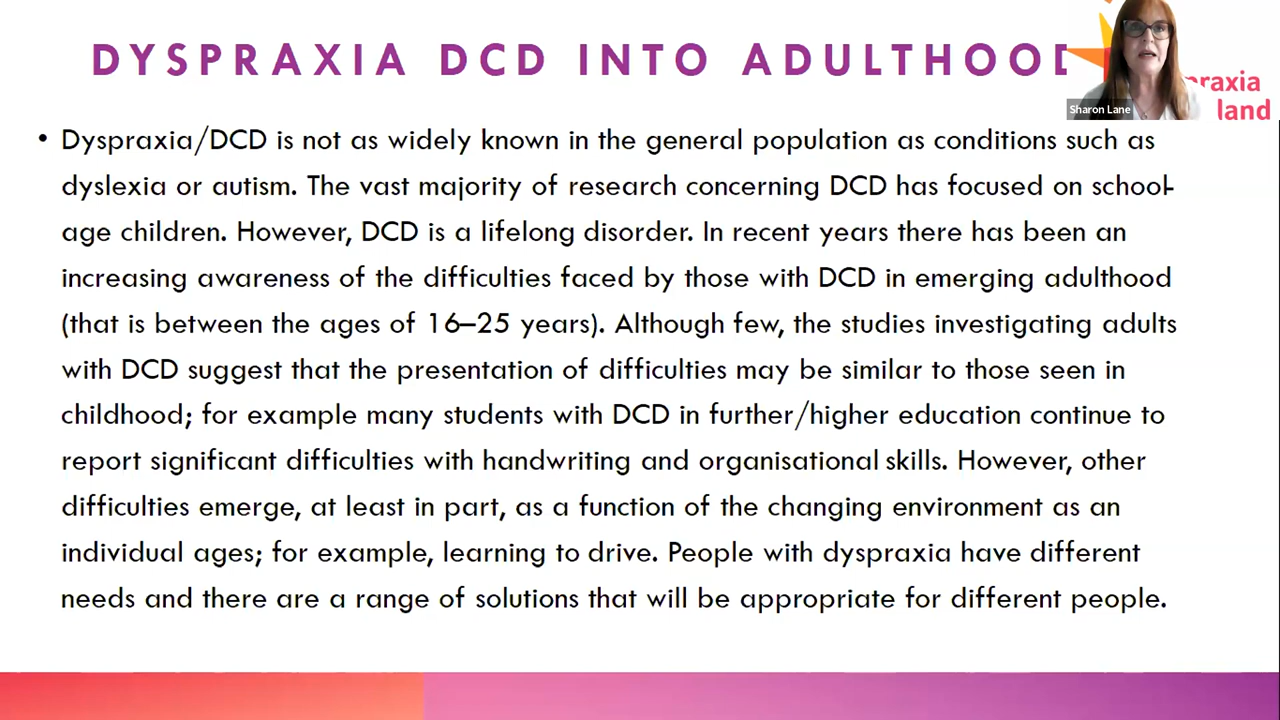 DYSPRAXIA DCD INTO ADULTHOOD
Sharon Lane
praxia
land
• Dyspraxia/DCD is not as widely known in the general population as conditions such as
dyslexia or autism. The vast majority of research concerning DCD has focused on school-
age children. However, DCD is a lifelong disorder. In recent years there has been an
increasing awareness of the difficulties faced by those with DCD in emerging adulthood
(that is between the ages of 16–25 years). Although few, the studies investigating adults
with DCD suggest that the presentation of difficulties may be similar to those seen in
childhood; for example many students with DCD in further/higher education continue to
report significant difficulties with handwriting and organisational skills. However, other
difficulties emerge, at least in part, as a function of the changing environment as an
individual ages; for example, learning to drive. People with dyspraxia have different
needs and there are a range of solutions that will be appropriate for different people.